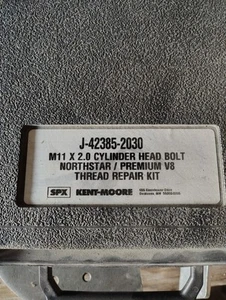 J-42385-2030
M11 X 2.0 CYLINDER HEAD BOLT
NORTHSTAR / PREMIUM V8
THREAD REPAIR KIT
SPX KENT-MOORE